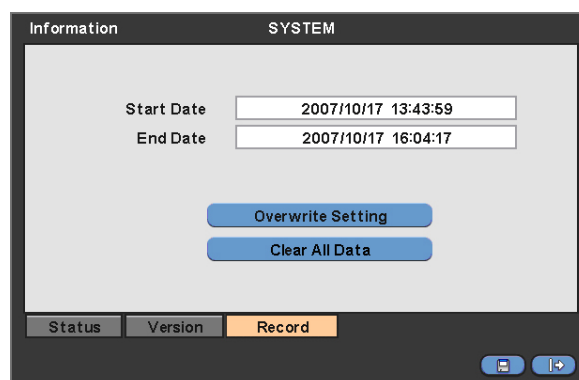 Information SYSTEM
Start Date 2007/10/17 13:43:59
End Date 2007/10/17 16:04:17
Overwrite Setting
Clear All Data
Status Version Record